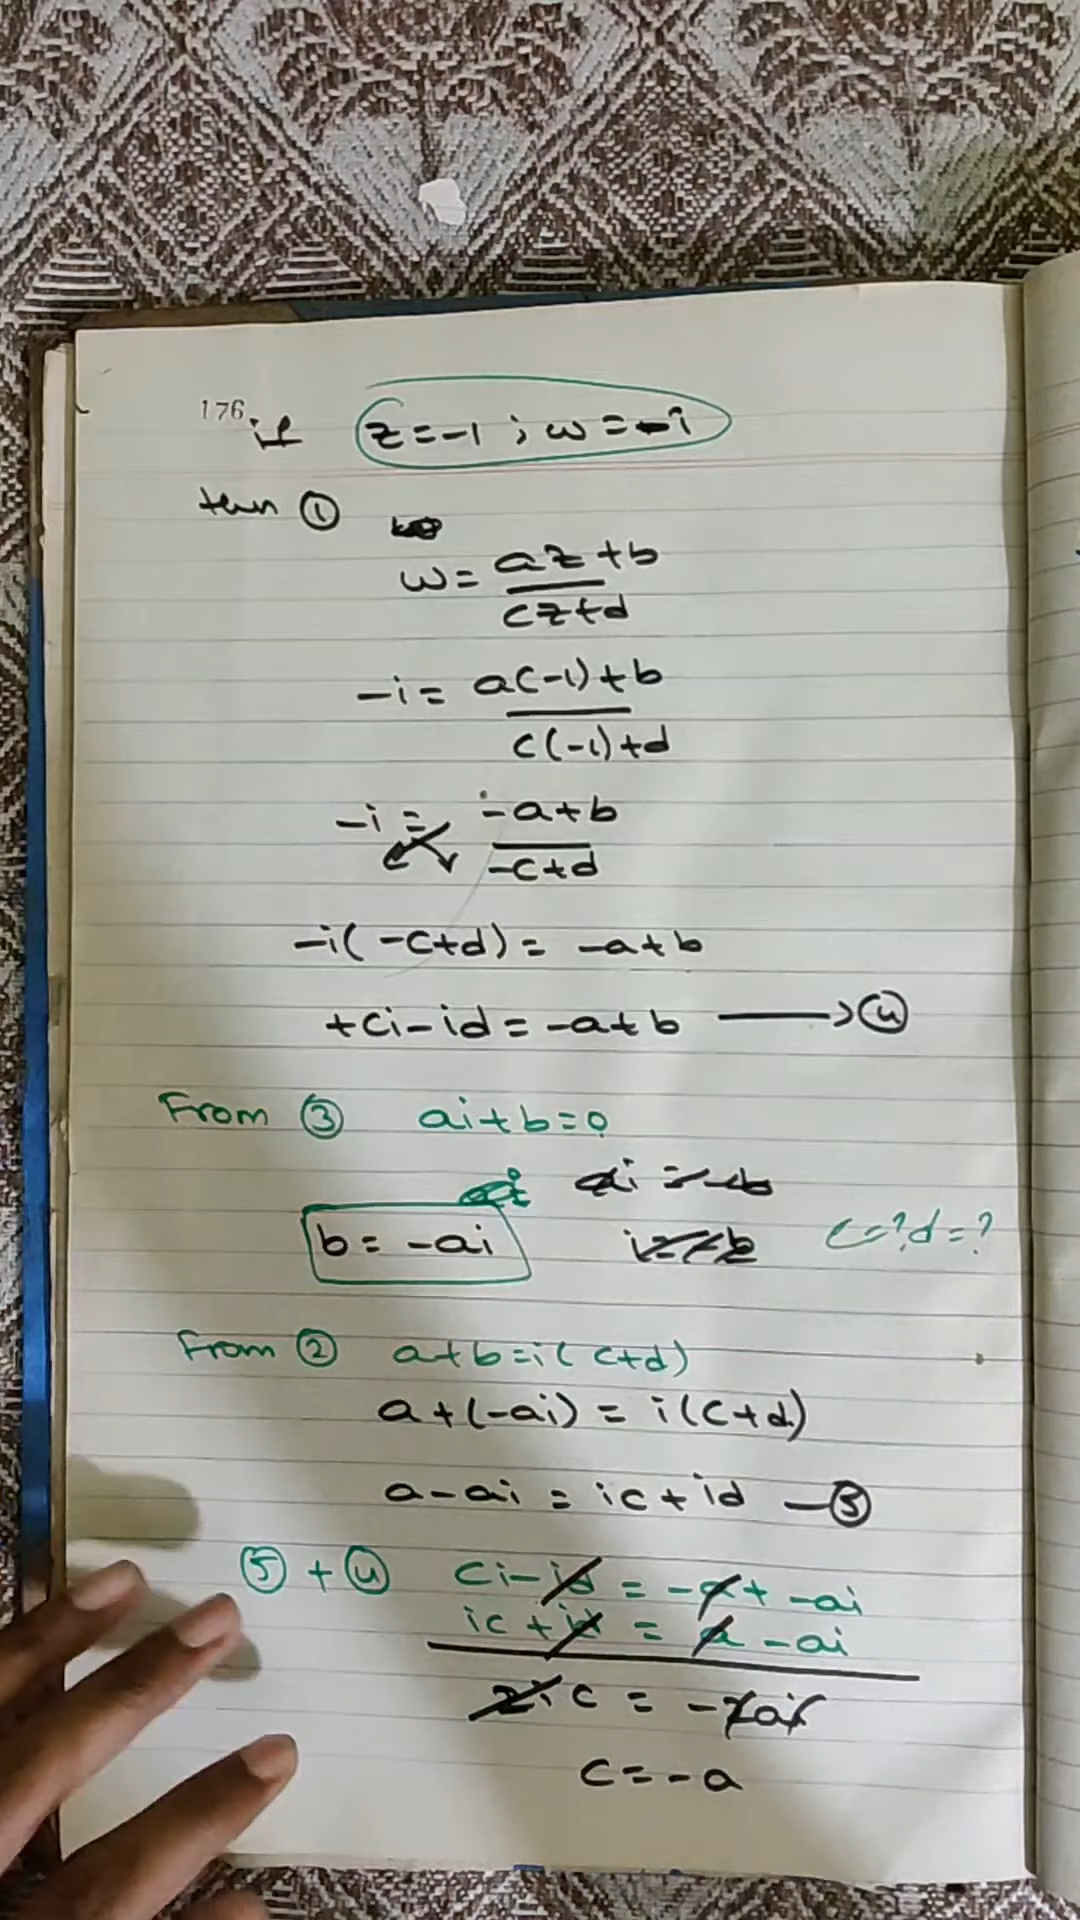 176
if z=-1 ; w=-i
then ①
w = az+b / cz+d
-i = a(-1)+b / c(-1)+d
-i = -a+b / -c+d
-i(-c+d) = -a+b
+ci-id = -a+b → ④
From ③ ai+b=0
ai = -b
b = -ai
c=? d=?
From ② a+b=i(c+d)
a+(-ai) = i(c+d)
a-ai = ic+id — ⑤
⑤ + ④ ci-id = -a+ -ai
ic+id = a-ai
2ic = -2ai
c=-a